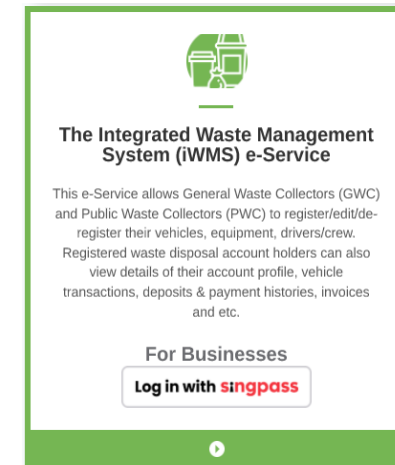 The Integrated Waste Management
System (iWMS) e-Service
This e-Service allows General Waste Collectors (GWC)
and Public Waste Collectors (PWC) to register/edit/de-
register their vehicles, equipment, drivers/crew.
Registered waste disposal account holders can also
view details of their account profile, vehicle
transactions, deposits & payment histories, invoices
and etc.
For Businesses
Log in with singpass